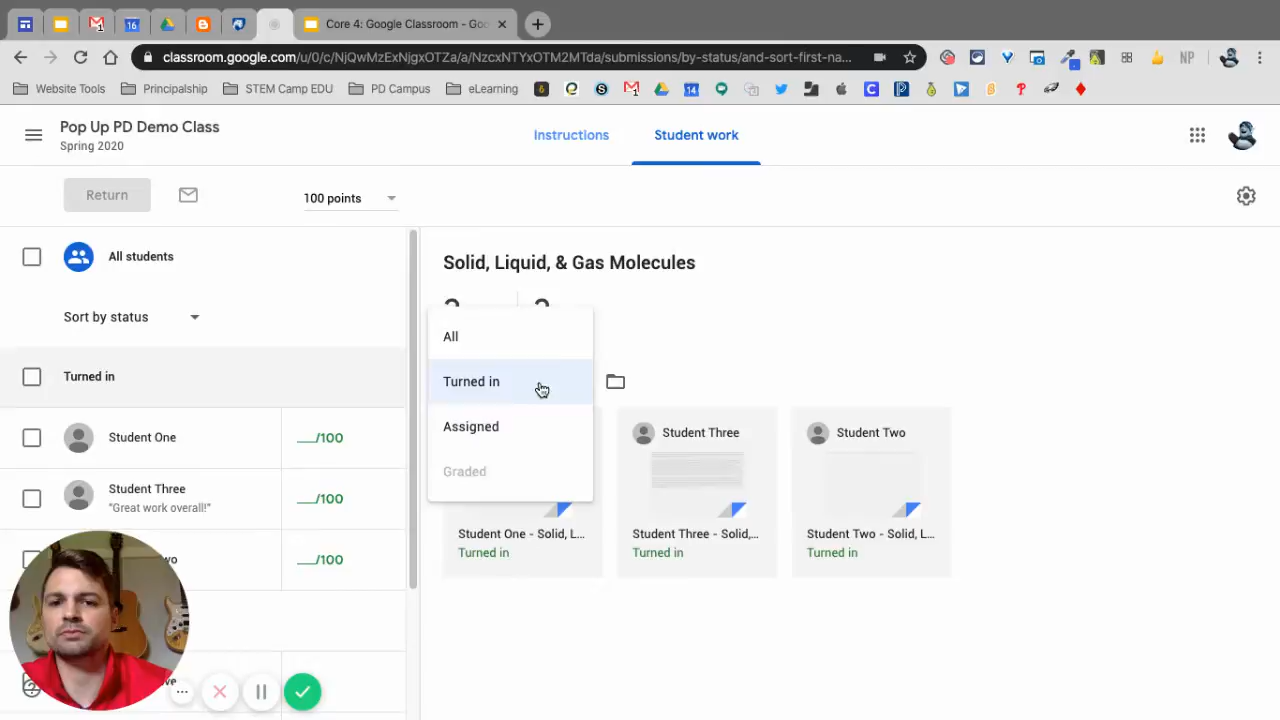 Core 4: Google Classroom - Goo
classroom.google.com/u/0/c/NjQwMzExNjgxOTZa/a/NzcxNTYxOTM2MTda/submissions/by-status/and-sort-first-na...
NP
Website Tools
Principalship
STEM Camp EDU
PD Campus
eLearning
Pop Up PD Demo Class
Spring 2020
Instructions
Student work
Return
100 points
All students
Solid, Liquid, & Gas Molecules
Sort by status
All
Turned in
Turned in
Assigned
Graded
Student One
___/100
Student Three
"Great work overall!"
___/100
___/100
Student Three
Student Two
Student One - Solid, L...
Turned in
Student Three - Solid,...
Turned in
Student Two - Solid, L...
Turned in